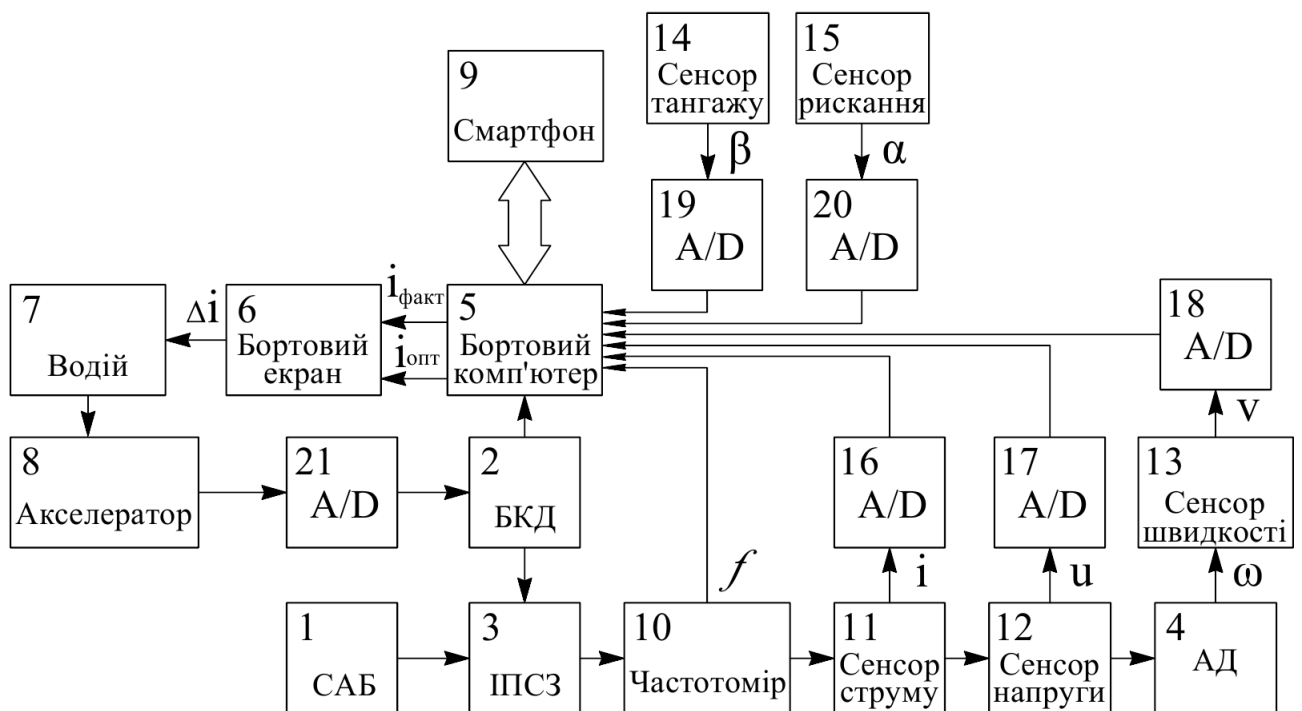 14
Сенсор
тангажу
15
Сенсор
рискання
9
Смартфон
β
α
19
A/D
20
A/D
7
Водій
Δi
6
Бортовий
екран
iфакт
iопт
5
Бортовий
комп'ютер
18
A/D
v
8
Акселератор
21
A/D
2
БКД
16
A/D
17
A/D
13
Сенсор
швидкості
f
i
u
ω
1
САБ
3
ІПСЗ
10
Частотомір
11
Сенсор
струму
12
Сенсор
напруги
4
АД